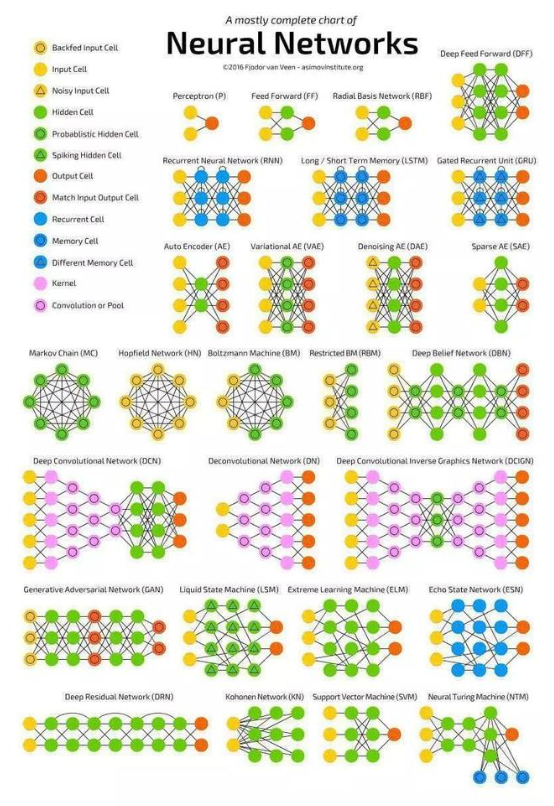 A mostly complete chart of
Neural Networks
©2016 Fjodor van Veen - asimovinstitute.org
Backfed Input Cell
Input Cell
Noisy Input Cell
Hidden Cell
Probablistic Hidden Cell
Spiking Hidden Cell
Output Cell
Match Input Output Cell
Recurrent Cell
Memory Cell
Different Memory Cell
Kernel
Convolution or Pool
Deep Feed Forward (DFF)
Perceptron (P)
Feed Forward (FF)
Radial Basis Network (RBF)
Recurrent Neural Network (RNN)
Long / Short Term Memory (LSTM)
Gated Recurrent Unit (GRU)
Auto Encoder (AE)
Variational AE (VAE)
Denoising AE (DAE)
Sparse AE (SAE)
Markov Chain (MC)
Hopfield Network (HN)
Boltzmann Machine (BM)
Restricted BM (RBM)
Deep Belief Network (DBN)
Deep Convolutional Network (DCN)
Deconvolutional Network (DN)
Deep Convolutional Inverse Graphics Network (DCIGN)
Generative Adversarial Network (GAN)
Liquid State Machine (LSM)
Extreme Learning Machine (ELM)
Echo State Network (ESN)
Deep Residual Network (DRN)
Kohonen Network (KN)
Support Vector Machine (SVM)
Neural Turing Machine (NTM)